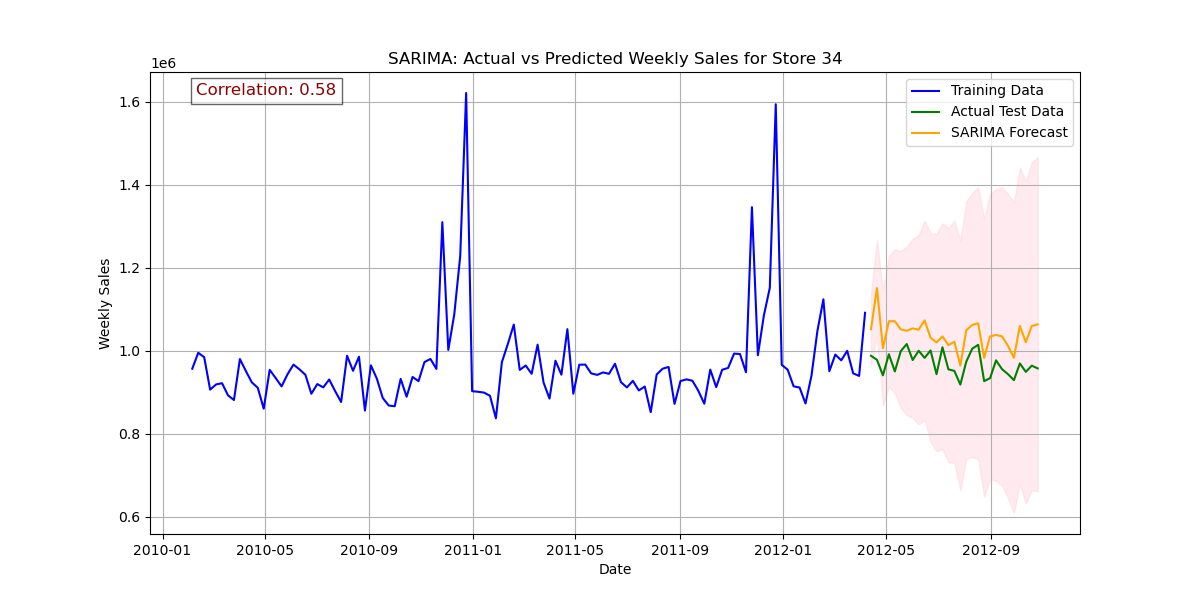 SARIMA: Actual vs Predicted Weekly Sales for Store 34
1e6
Correlation: 0.58
Training Data
Actual Test Data
SARIMA Forecast
1.6
1.4
1.2
1.0
0.8
0.6
Weekly Sales
2010-01 2010-05 2010-09 2011-01 2011-05 2011-09 2012-01 2012-05 2012-09
Date